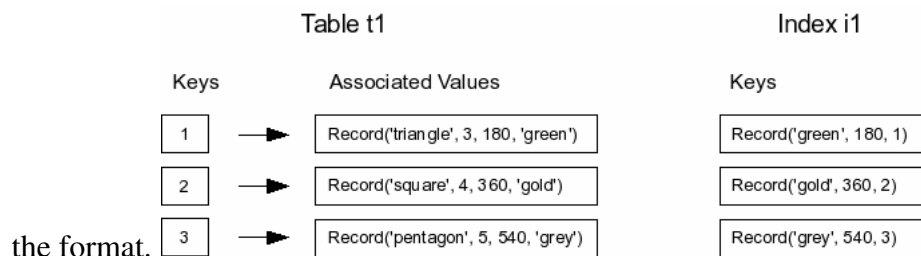 Table t1 Index i1
Keys Associated Values Keys
1 Record('triangle', 3, 180, 'green') Record('green', 180, 1)
2 Record('square', 4, 360, 'gold') Record('gold', 360, 2)
the format. 3 Record('pentagon', 5, 540, 'grey') Record('grey', 540, 3)